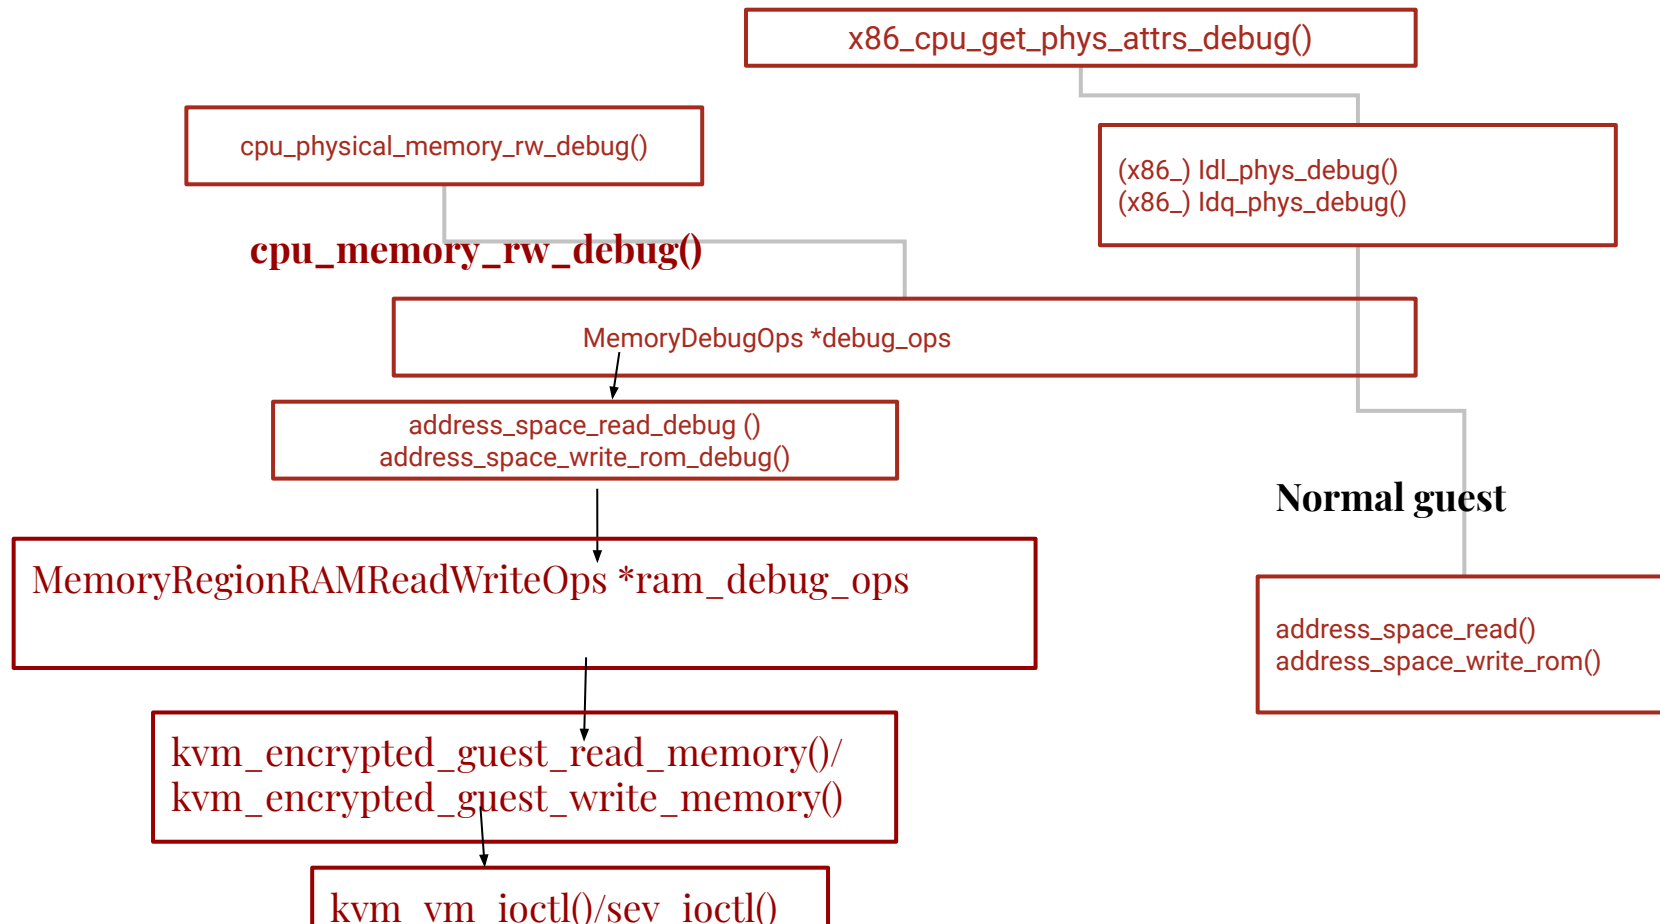 x86_cpu_get_phys_attrs_debug()
cpu_physical_memory_rw_debug()
(x86_) ldl_phys_debug()
(x86_) ldq_phys_debug()
cpu_memory_rw_debug()
MemoryDebugOps *debug_ops
address_space_read_debug ()
address_space_write_rom_debug()
Normal guest
MemoryRegionRAMReadWriteOps *ram_debug_ops
address_space_read()
address_space_write_rom()
kvm_encrypted_guest_read_memory()/
kvm_encrypted_guest_write_memory()
kvm_vm_ioctl()/sev_ioctl()